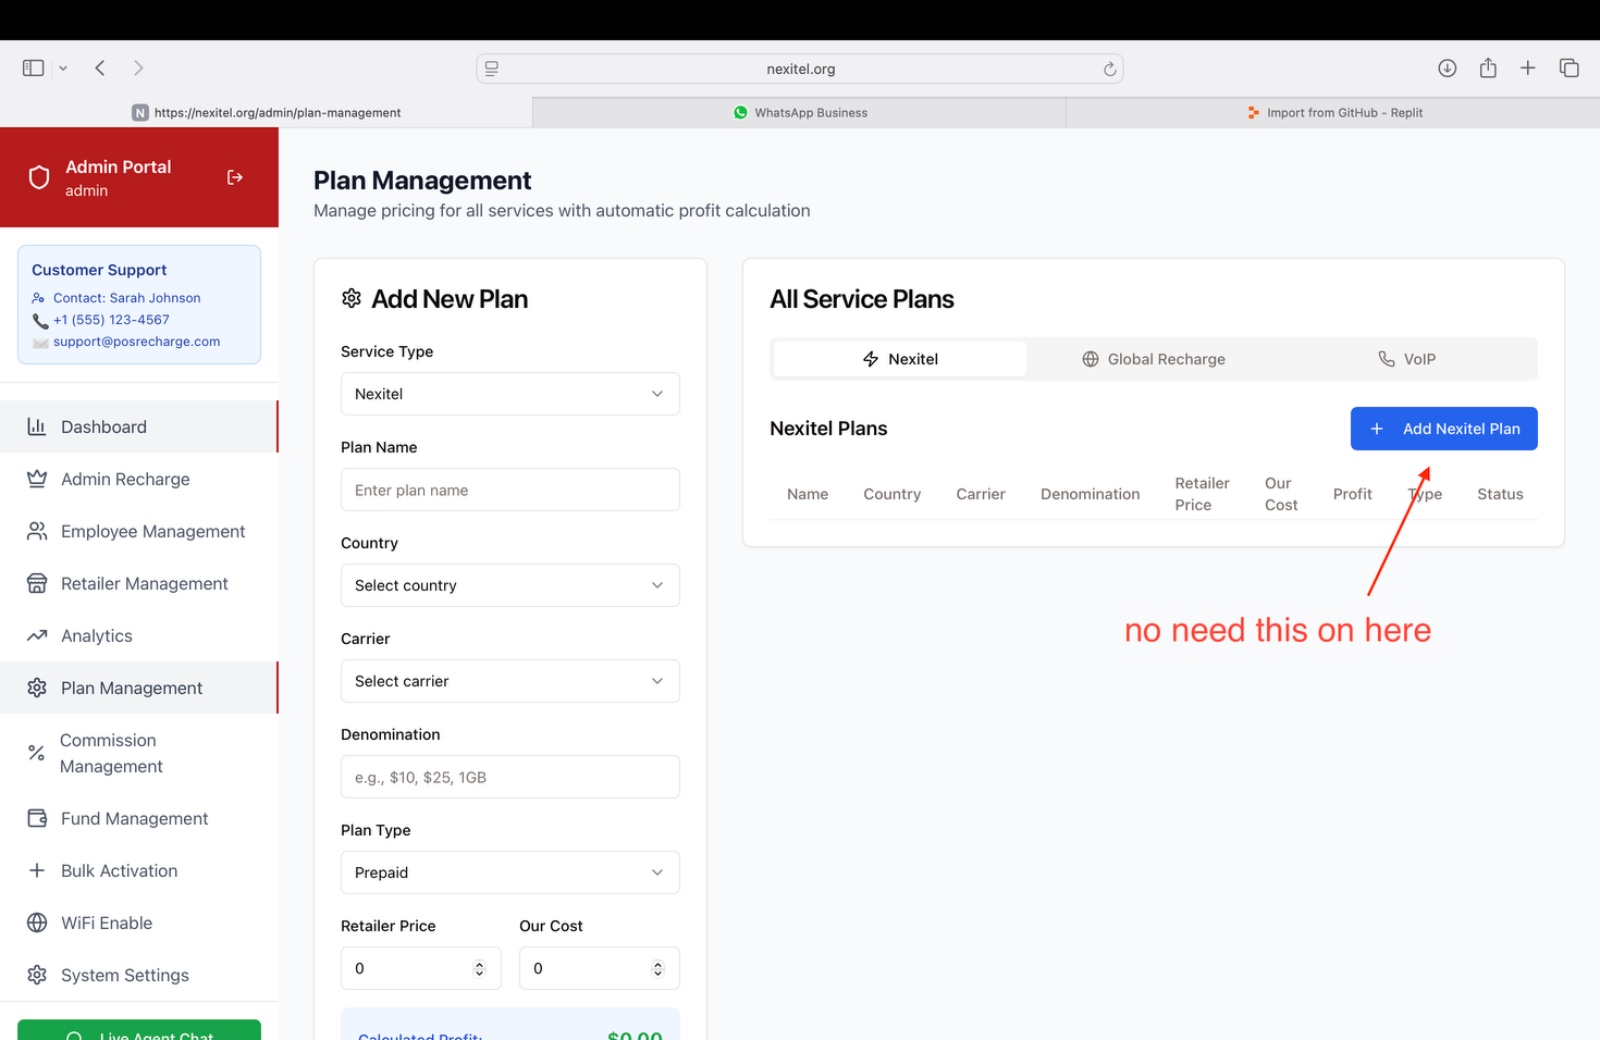 nexitel.org
N https://nexitel.org/admin/plan-management
WhatsApp Business
Import from GitHub - Replit
Admin Portal
admin
Customer Support
Contact: Sarah Johnson
+1 (555) 123-4567
support@posrecharge.com
Dashboard
Admin Recharge
Employee Management
Retailer Management
Analytics
Plan Management
Commission
Management
Fund Management
Bulk Activation
WiFi Enable
System Settings
Live Agent Chat
Plan Management
Manage pricing for all services with automatic profit calculation
Add New Plan
Service Type
Nexitel
Plan Name
Enter plan name
Country
Select country
Carrier
Select carrier
Denomination
e.g., $10, $25, 1GB
Plan Type
Prepaid
Retailer Price Our Cost
0 0
Calculated Profit: $0.00
All Service Plans
Nexitel Global Recharge VoIP
Nexitel Plans
Add Nexitel Plan
Name Country Carrier Denomination Retailer Price Our Cost Profit Type Status
no need this on here